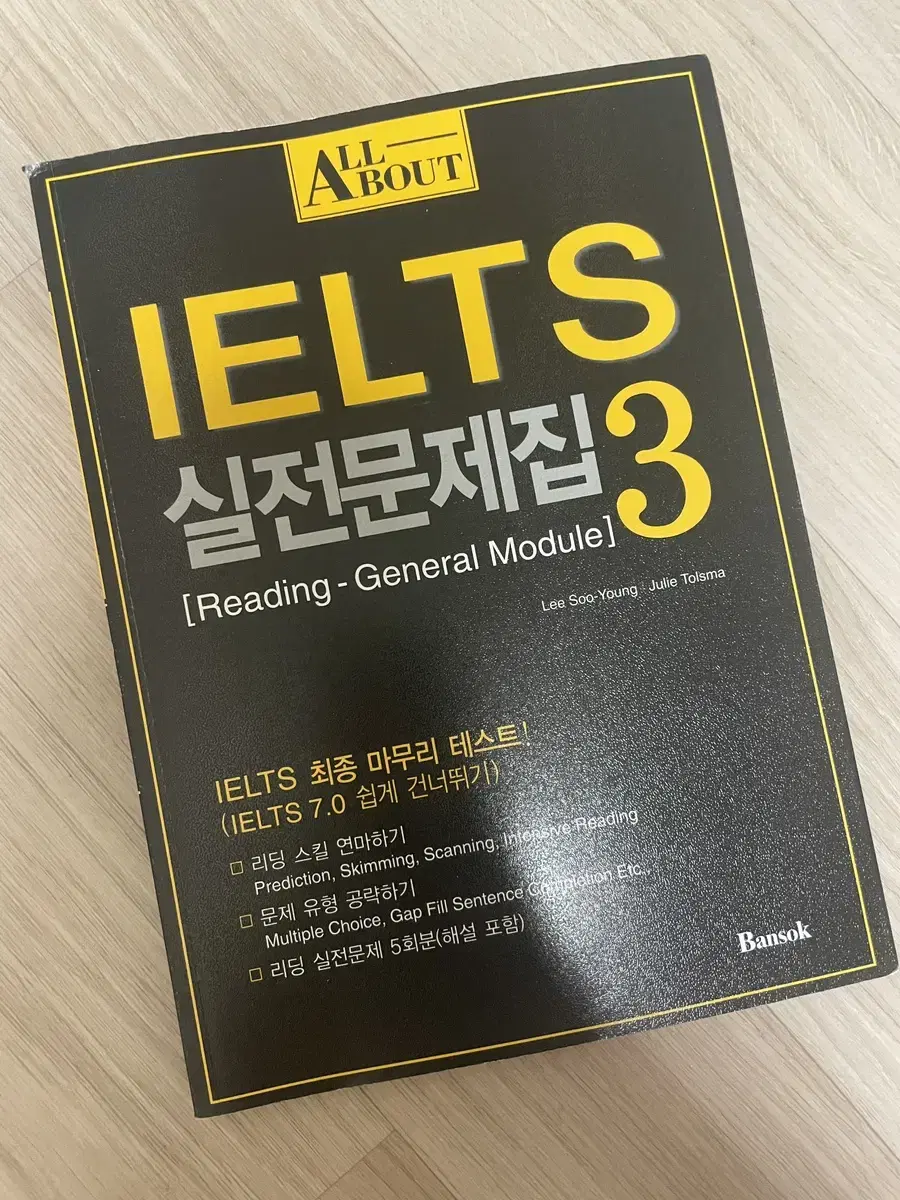 ALL
ABOUT
IELTS
실전문제집 3
[Reading - General Module]
Lee Soo-Young · Julie Tolsma
IELTS 최종 마무리 테스트!
(IELTS 7.0 쉽게 건너뛰기)
□ 리딩 스킬 연마하기
Prediction, Skimming, Scanning, Intensive Reading
□ 문제 유형 공략하기
Multiple Choice, Gap Fill Sentence Completion Etc.,
□ 리딩 실전문제 5회분(해설 포함)
Bansok